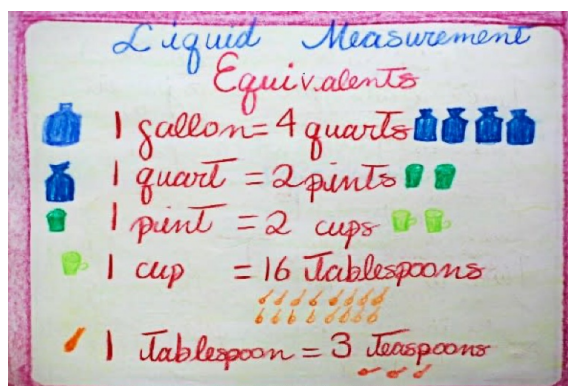 Liquid Measurement
Equivalents
1 gallon = 4 quarts
1 quart = 2 pints
1 pint = 2 cups
1 cup = 16 Tablespoons
1 Tablespoon = 3 Teaspoons